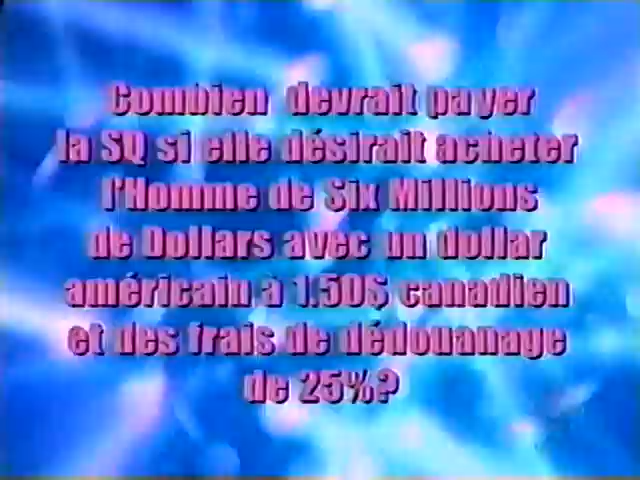 Combien devrait payer
la SQ si elle désirait acheter
l'Homme de Six Millions
de Dollars avec un dollar
américain à 1.50$ canadien
et des frais de dédouanage
de 25%?